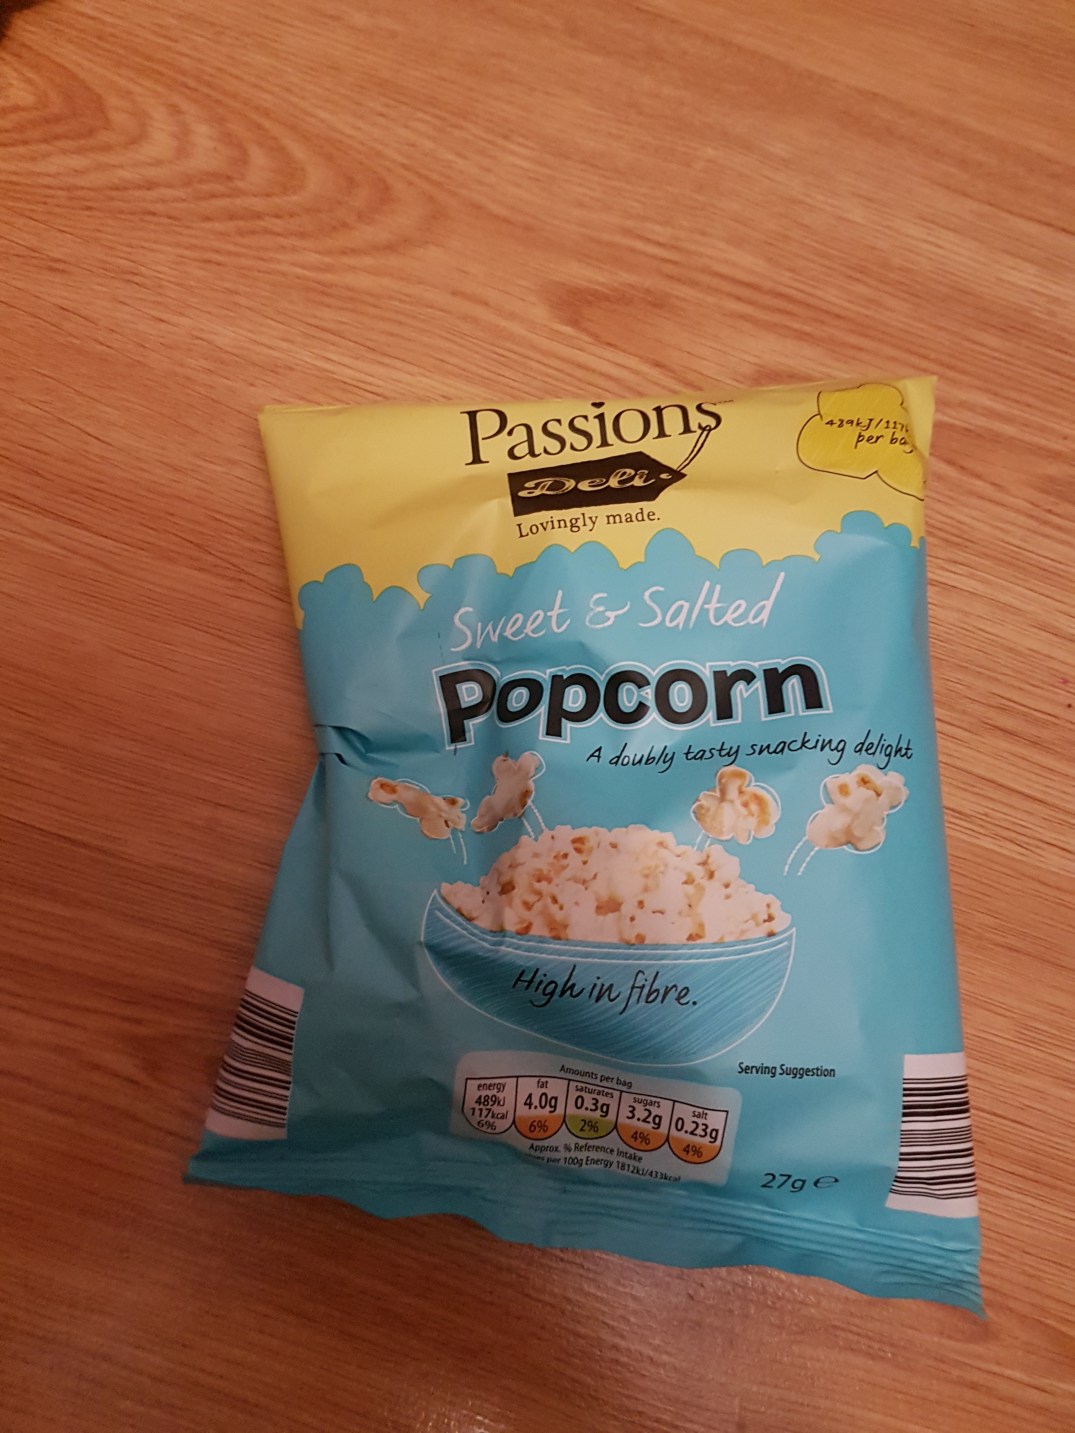 Passions
Deli
Lovingly made.
489kJ/117
per bag
Sweet & Salted
Popcorn
A doubly tasty snacking delight
High in fibre.
Serving Suggestion
Amounts per bag
energy
489kJ
117kcal
6%
fat
4.0g
6%
saturates
0.3g
2%
sugars
3.2g
4%
salt
0.23g
4%
Approx. % Reference Intake
per 100g Energy 1812kJ/433kcal
27g ℮